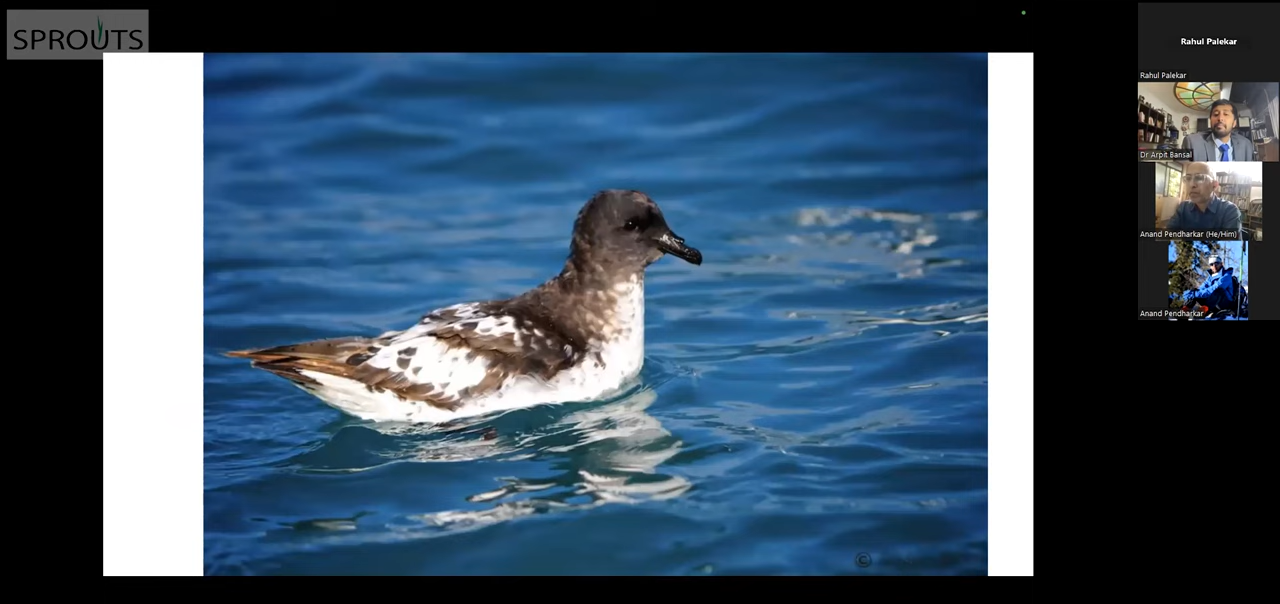 SPROUTS
Rahul Palekar
Rahul Palekar
Dr Arpit Bansal
Anand Pendharkar (He/Him)
Anand Pendharkar
©